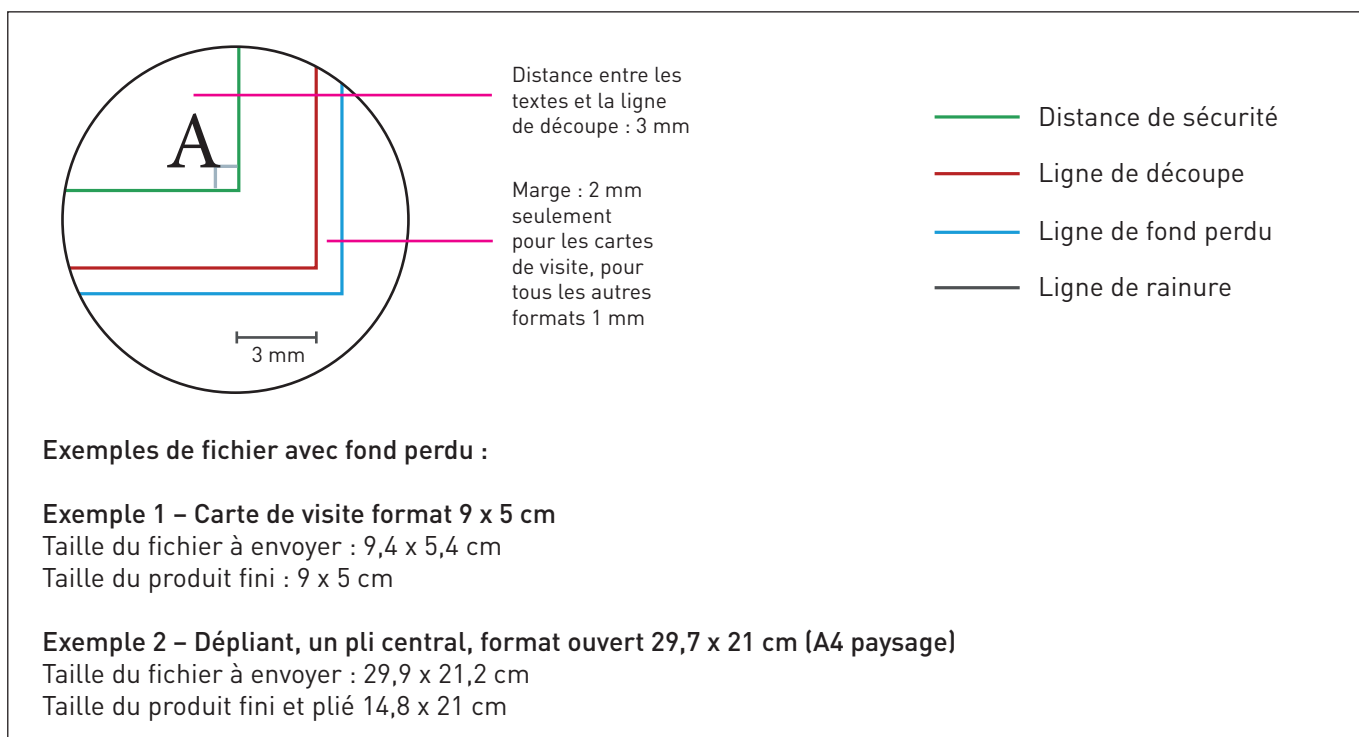 Distance entre les
textes et la ligne
de découpe : 3 mm
A
Marge : 2 mm
seulement
pour les cartes
de visite, pour
tous les autres
formats 1 mm
3 mm
Distance de sécurité
Ligne de découpe
Ligne de fond perdu
Ligne de rainure
Exemples de fichier avec fond perdu :
Exemple 1 – Carte de visite format 9 x 5 cm
Taille du fichier à envoyer : 9,4 x 5,4 cm
Taille du produit fini : 9 x 5 cm
Exemple 2 – Dépliant, un pli central, format ouvert 29,7 x 21 cm (A4 paysage)
Taille du fichier à envoyer : 29,9 x 21,2 cm
Taille du produit fini et plié 14,8 x 21 cm